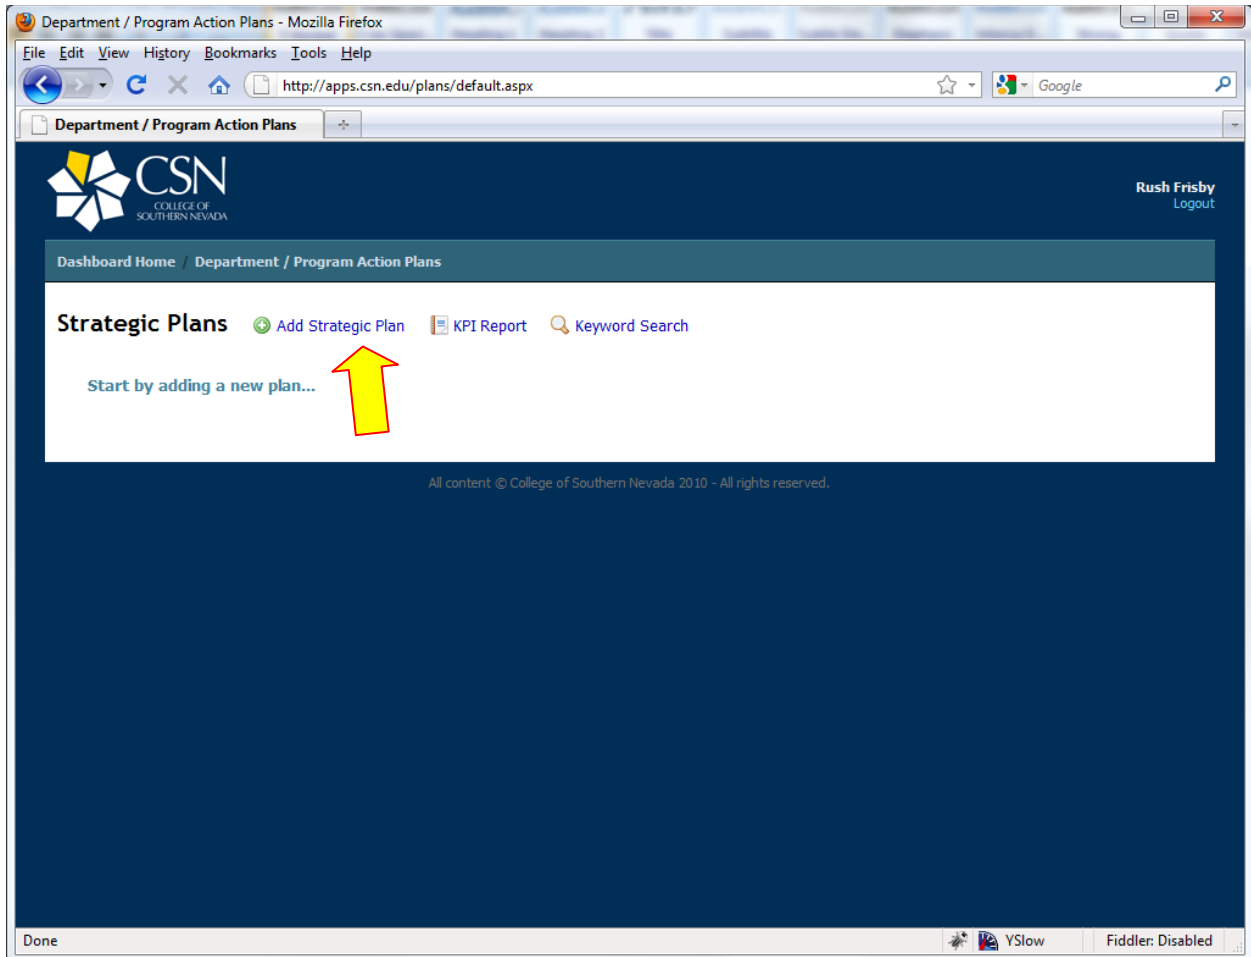 Department / Program Action Plans - Mozilla Firefox
File Edit View History Bookmarks Tools Help
http://apps.csn.edu/plans/default.aspx
Google
Department / Program Action Plans
CSN
COLLEGE OF
SOUTHERN NEVADA
Rush Frisby
Logout
Dashboard Home / Department / Program Action Plans
Strategic Plans Add Strategic Plan KPI Report Keyword Search
Start by adding a new plan...
All content © College of Southern Nevada 2010 - All rights reserved.
Done YSlow Fiddler: Disabled